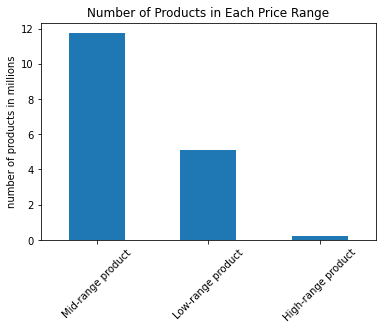 Number of Products in Each Price Range
number of products in millions
12
10
8
6
4
2
0
Mid-range product
Low-range product
High-range product